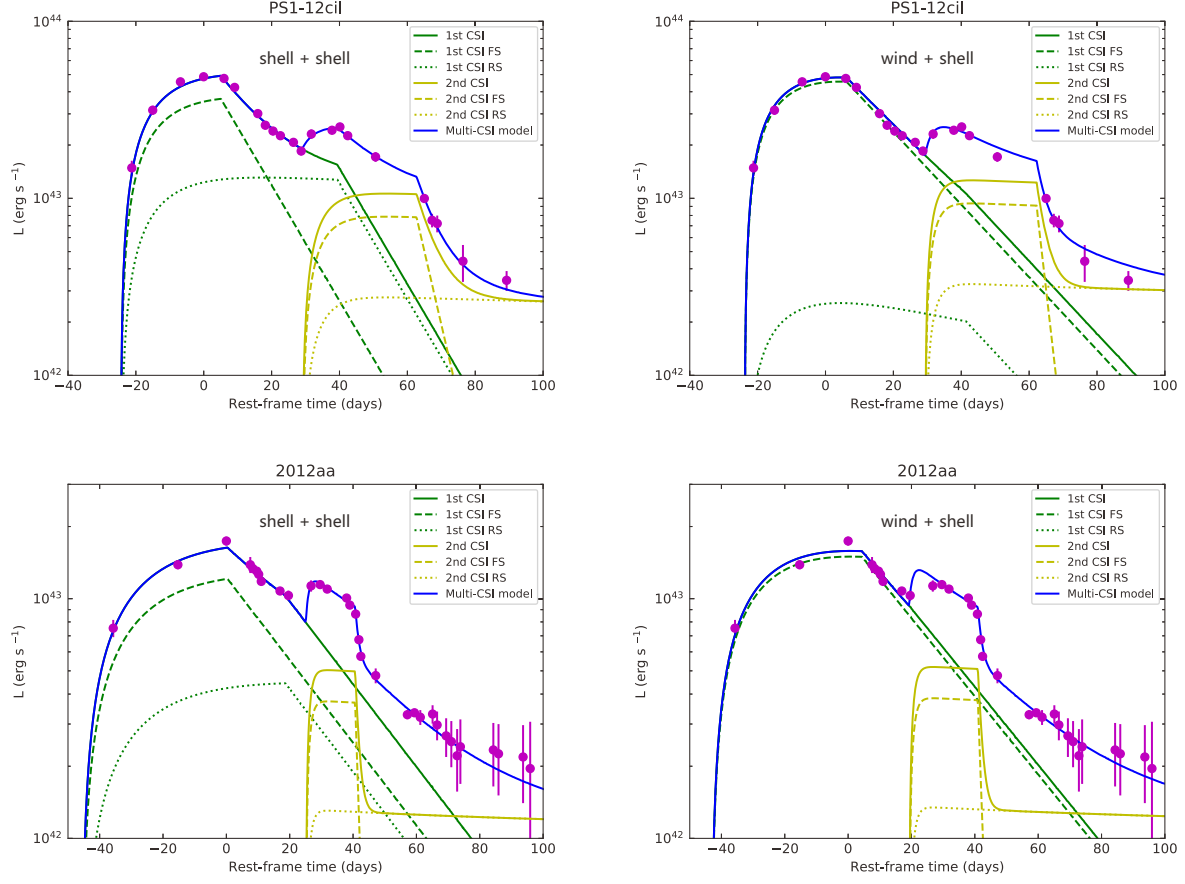 PS1-12cil
shell + shell
1st CSI
1st CSI FS
1st CSI RS
2nd CSI
2nd CSI FS
2nd CSI RS
Multi-CSI model
10^44
10^43
10^42
L (erg s^−1)
−40 −20 0 20 40 60 80 100
Rest-frame time (days)
PS1-12cil
wind + shell
1st CSI
1st CSI FS
1st CSI RS
2nd CSI
2nd CSI FS
2nd CSI RS
Multi-CSI model
10^44
10^43
10^42
L (erg s^−1)
−40 −20 0 20 40 60 80 100
Rest-frame time (days)
2012aa
shell + shell
1st CSI
1st CSI FS
1st CSI RS
2nd CSI
2nd CSI FS
2nd CSI RS
Multi-CSI model
10^43
10^42
L (erg s^−1)
−40 −20 0 20 40 60 80 100
Rest-frame time (days)
2012aa
wind + shell
1st CSI
1st CSI FS
1st CSI RS
2nd CSI
2nd CSI FS
2nd CSI RS
Multi-CSI model
10^43
10^42
L (erg s^−1)
−40 −20 0 20 40 60 80 100
Rest-frame time (days)